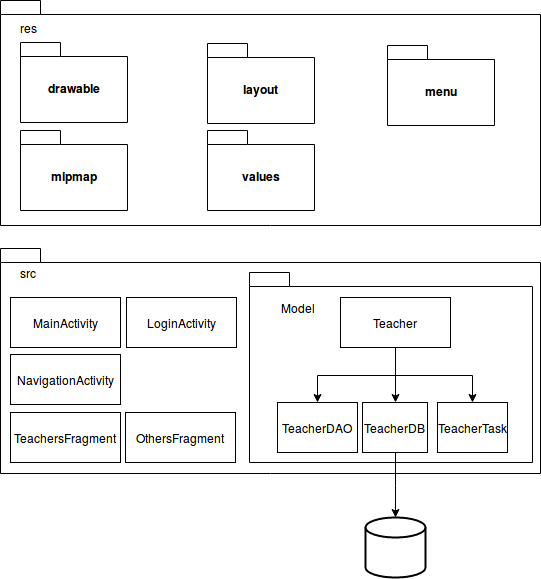 res
drawable
layout
menu
mipmap
values
src
Model
MainActivity
LoginActivity
Teacher
NavigationActivity
TeachersFragment
OthersFragment
TeacherDAO
TeacherDB
TeacherTask